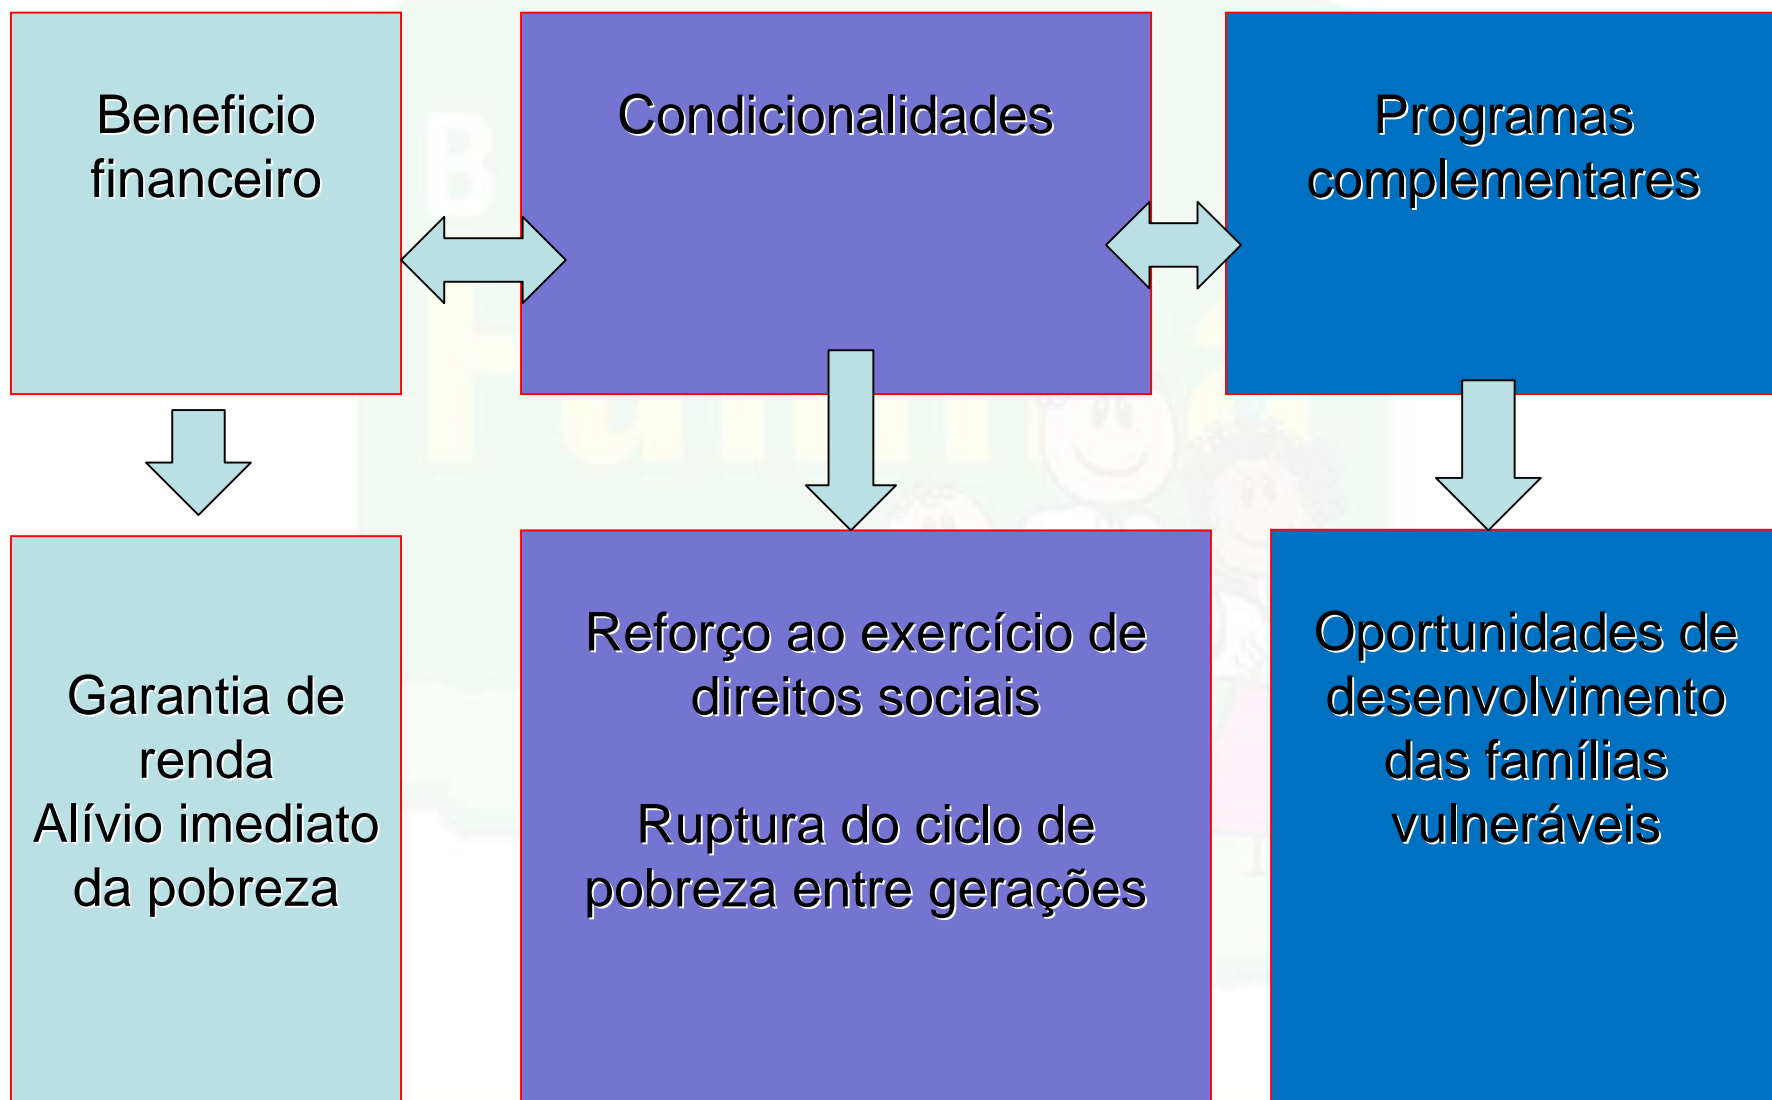 Beneficio
financeiro
Condicionalidades
Programas
complementares
Garantia de
renda
Alívio imediato
da pobreza
Reforço ao exercício de
direitos sociais
Ruptura do ciclo de
pobreza entre gerações
Oportunidades de
desenvolvimento
das famílias
vulneráveis